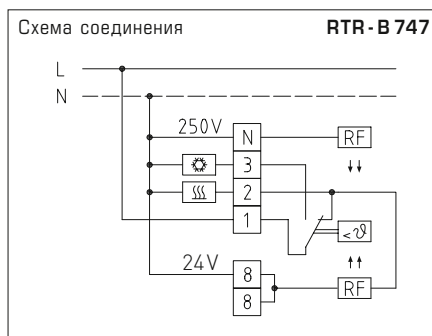 Схема соединения RTR-B 747
L
N
250V N RF
3
2
1 <ϑ
24V 8 RF
8